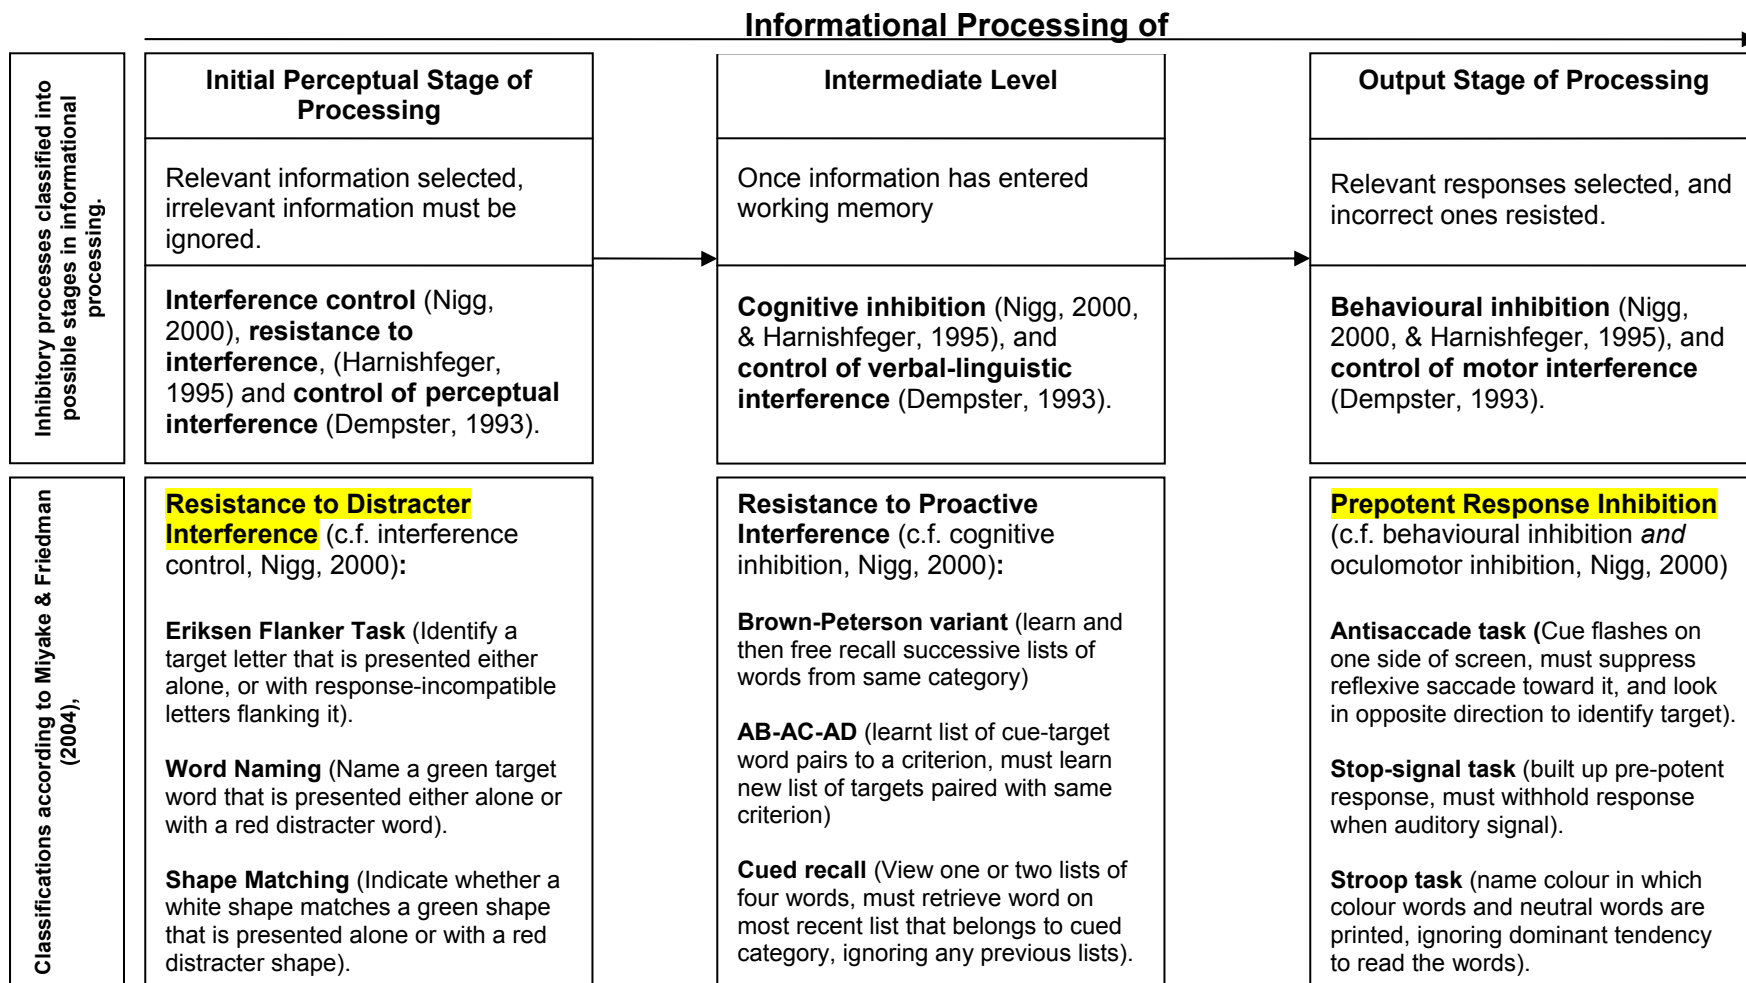 Informational Processing of
Inhibitory processes classified into
possible stages in informational
processing.
Initial Perceptual Stage of
Processing
Relevant information selected,
irrelevant information must be
ignored.
Interference control (Nigg,
2000), resistance to
interference, (Harnishfeger,
1995) and control of perceptual
interference (Dempster, 1993).
Intermediate Level
Once information has entered
working memory
Cognitive inhibition (Nigg, 2000,
& Harnishfeger, 1995), and
control of verbal-linguistic
interference (Dempster, 1993).
Output Stage of Processing
Relevant responses selected, and
incorrect ones resisted.
Behavioural inhibition (Nigg,
2000, & Harnishfeger, 1995), and
control of motor interference
(Dempster, 1993).
Classifications according to Miyake & Friedman
(2004),
Resistance to Distracter
Interference (c.f. interference
control, Nigg, 2000):
Eriksen Flanker Task (Identify a
target letter that is presented either
alone, or with response-incompatible
letters flanking it).
Word Naming (Name a green target
word that is presented either alone or
with a red distracter word).
Shape Matching (Indicate whether a
white shape matches a green shape
that is presented alone or with a red
distracter shape).
Resistance to Proactive
Interference (c.f. cognitive
inhibition, Nigg, 2000):
Brown-Peterson variant (learn and
then free recall successive lists of
words from same category)
AB-AC-AD (learnt list of cue-target
word pairs to a criterion, must learn
new list of targets paired with same
criterion)
Cued recall (View one or two lists of
four words, must retrieve word on
most recent list that belongs to cued
category, ignoring any previous lists).
Prepotent Response Inhibition
(c.f. behavioural inhibition and
oculomotor inhibition, Nigg, 2000)
Antisaccade task (Cue flashes on
one side of screen, must suppress
reflexive saccade toward it, and look
in opposite direction to identify target).
Stop-signal task (built up pre-potent
response, must withhold response
when auditory signal).
Stroop task (name colour in which
colour words and neutral words are
printed, ignoring dominant tendency
to read the words).